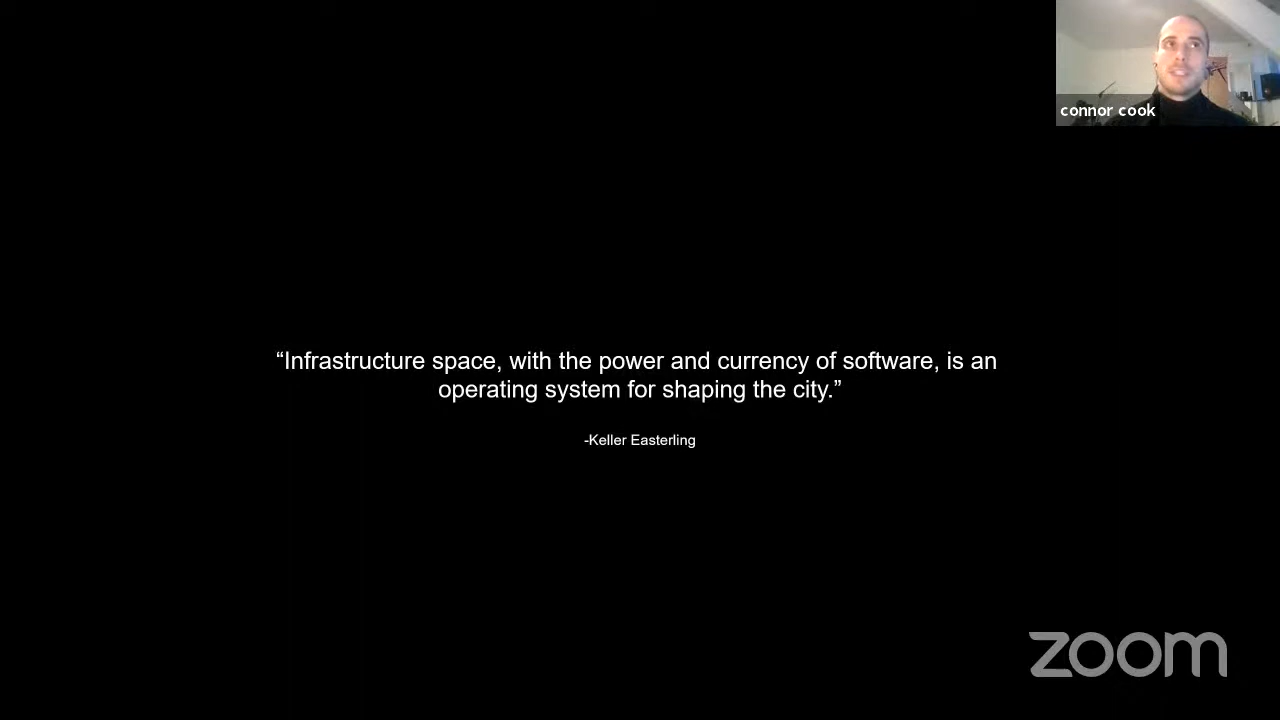 connor cook
“Infrastructure space, with the power and currency of software, is an
operating system for shaping the city.”
-Keller Easterling
zoom